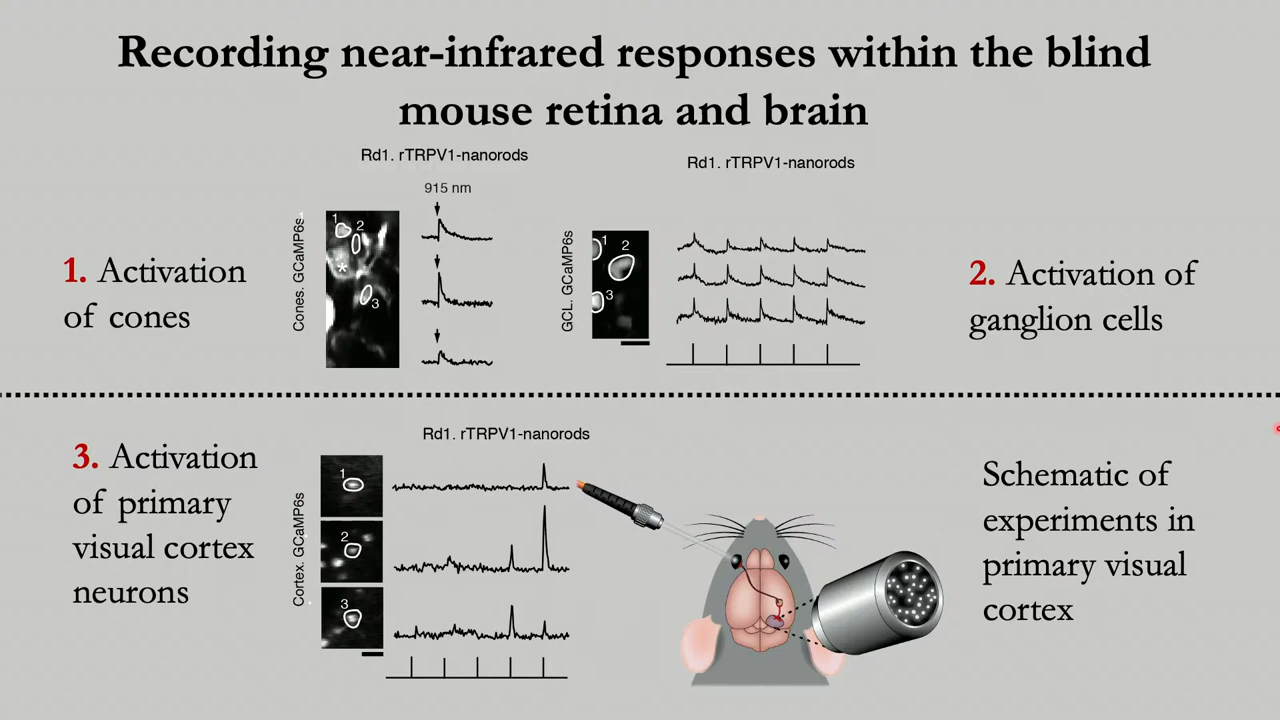 Recording near-infrared responses within the blind
mouse retina and brain
Rd1. rTRPV1-nanorods
915 nm
Cones. GCaMP6s
1
2
*
3
1. Activation
of cones
Rd1. rTRPV1-nanorods
GCL. GCaMP6s
1
2
3
2. Activation of
ganglion cells
3. Activation
of primary
visual cortex
neurons
Rd1. rTRPV1-nanorods
Cortex. GCaMP6s
1
2
3
Schematic of
experiments in
primary visual
cortex